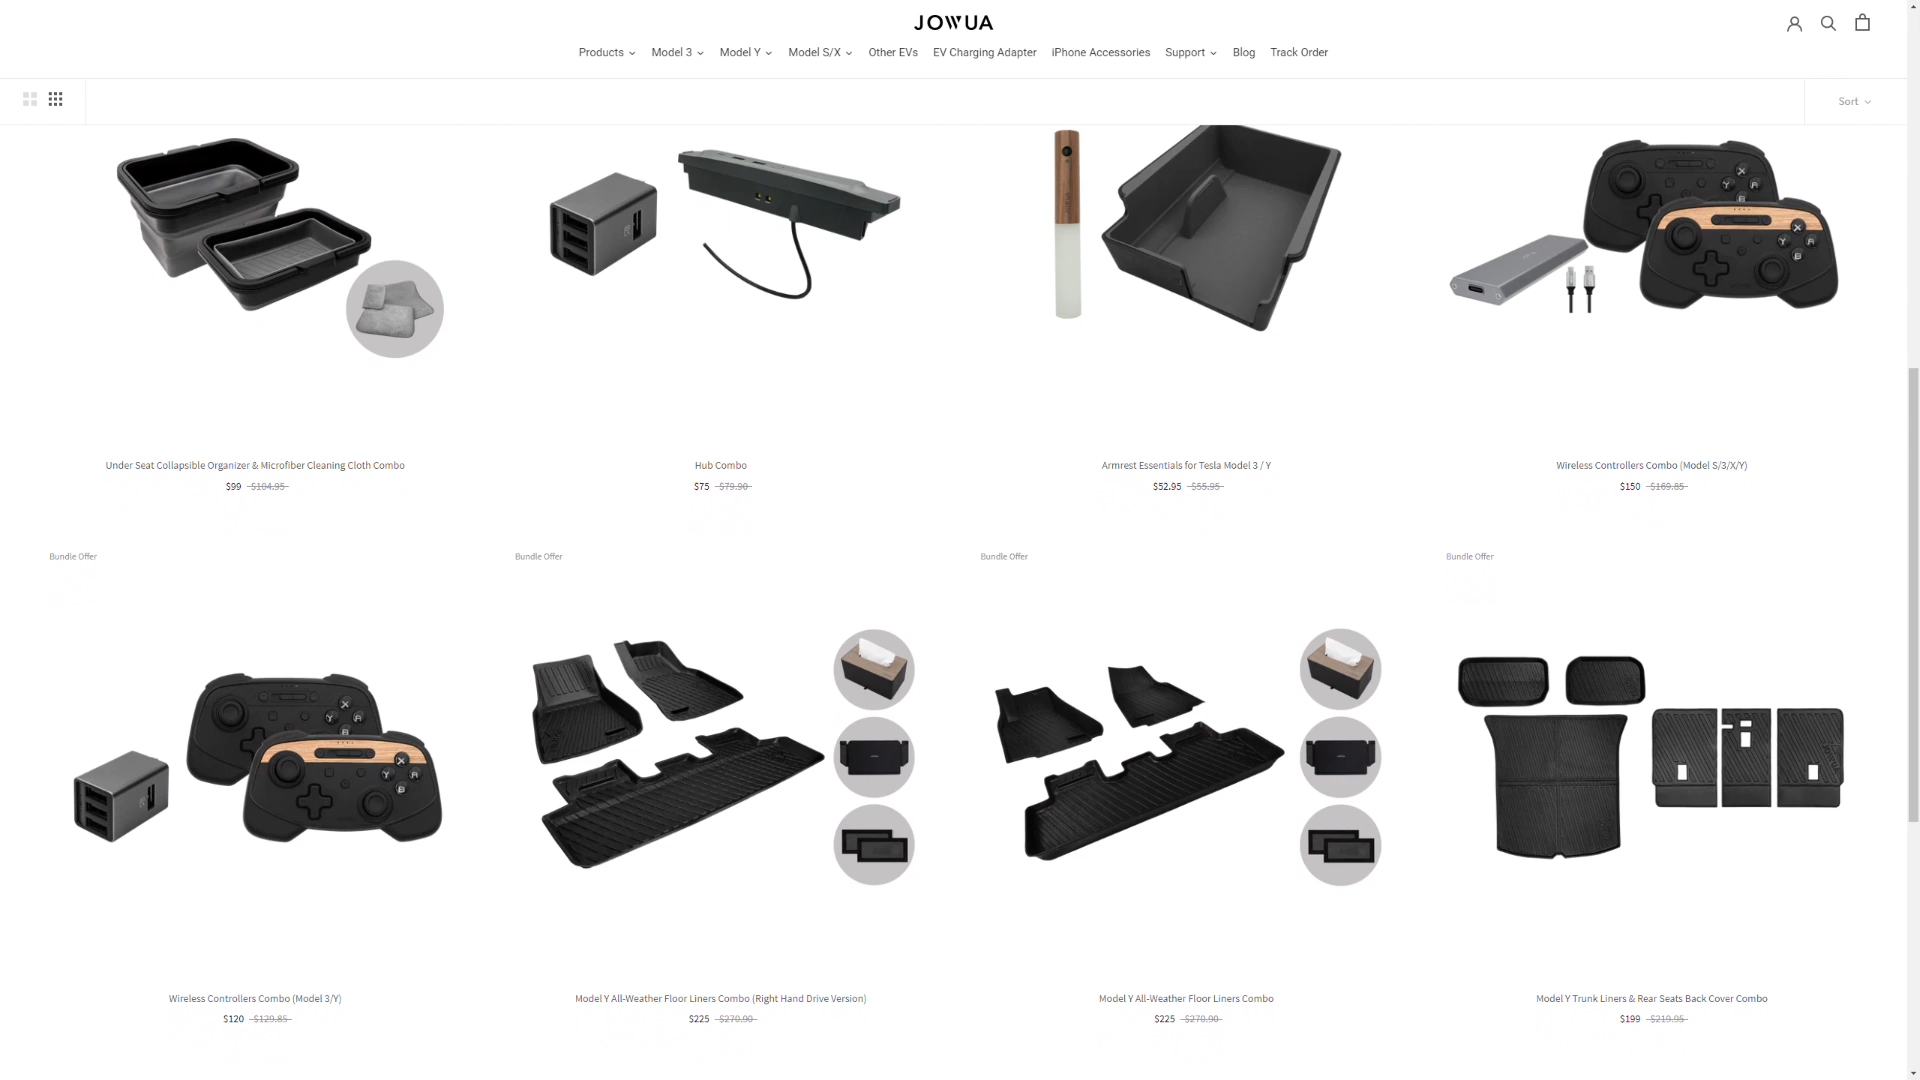 JOWUA
Products
Model 3
Model Y
Model S/X
Other EVs
EV Charging Adapter
iPhone Accessories
Support
Blog
Track Order
Sort
Under Seat Collapsible Organizer & Microfiber Cleaning Cloth Combo
$99 $104.95
Hub Combo
$75 $79.90
Armrest Essentials for Tesla Model 3 / Y
$52.95 $55.95
Wireless Controllers Combo (Model S/3/X/Y)
$150 $169.85
Bundle Offer
Bundle Offer
Bundle Offer
Bundle Offer
Wireless Controllers Combo (Model 3/Y)
$120 $129.85
Model Y All-Weather Floor Liners Combo (Right Hand Drive Version)
$225 $270.90
Model Y All-Weather Floor Liners Combo
$225 $270.90
Model Y Trunk Liners & Rear Seats Back Cover Combo
$199 $219.95